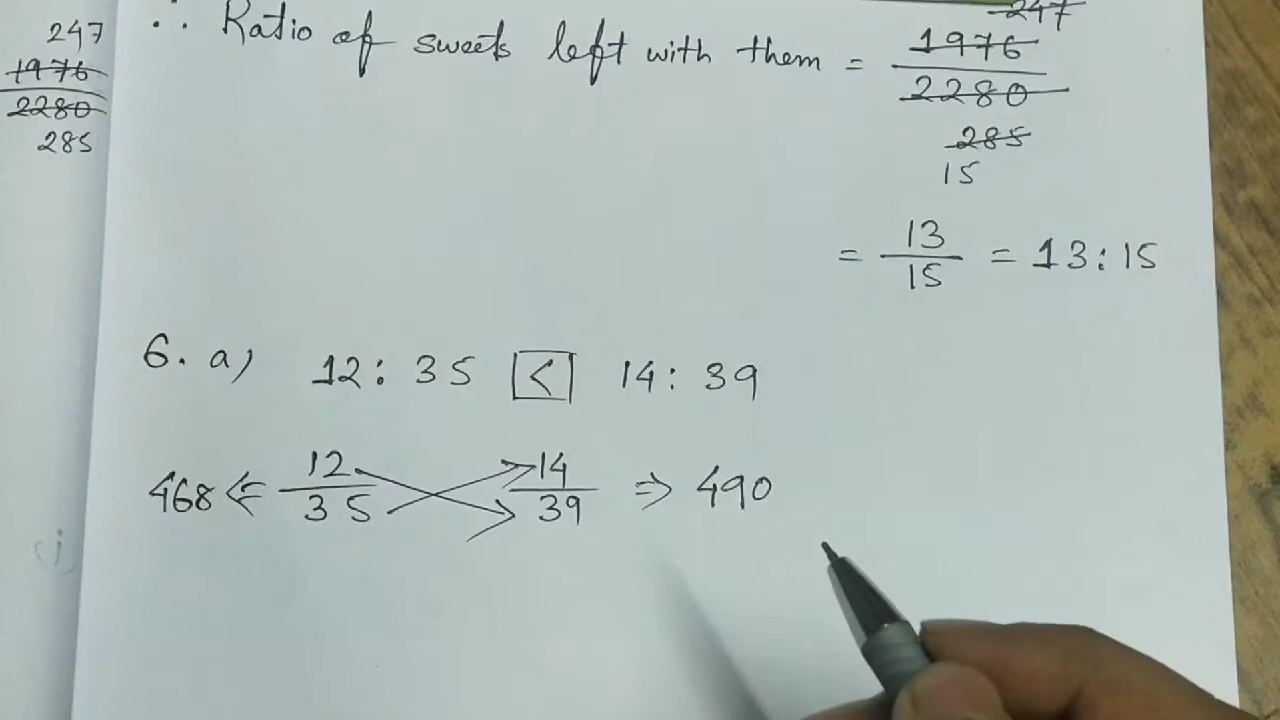 247
1976
2280
285
∴ Ratio of sweets left with them = 247
1976
2280
285
15
= 13/15 = 13:15
6. a) 12:35 < 14:39
468 ⇐ 12/35 14/39 ⇒ 490
(i)